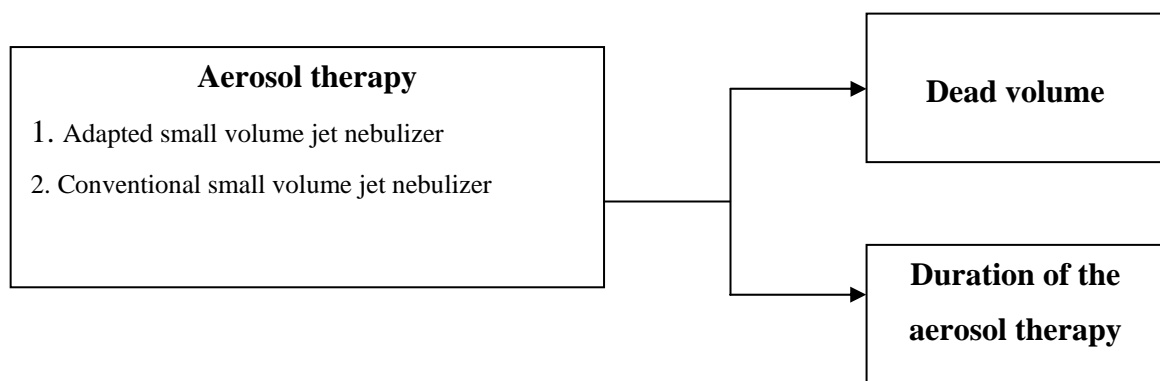 Aerosol therapy
1. Adapted small volume jet nebulizer
2. Conventional small volume jet nebulizer
Dead volume
Duration of the
aerosol therapy